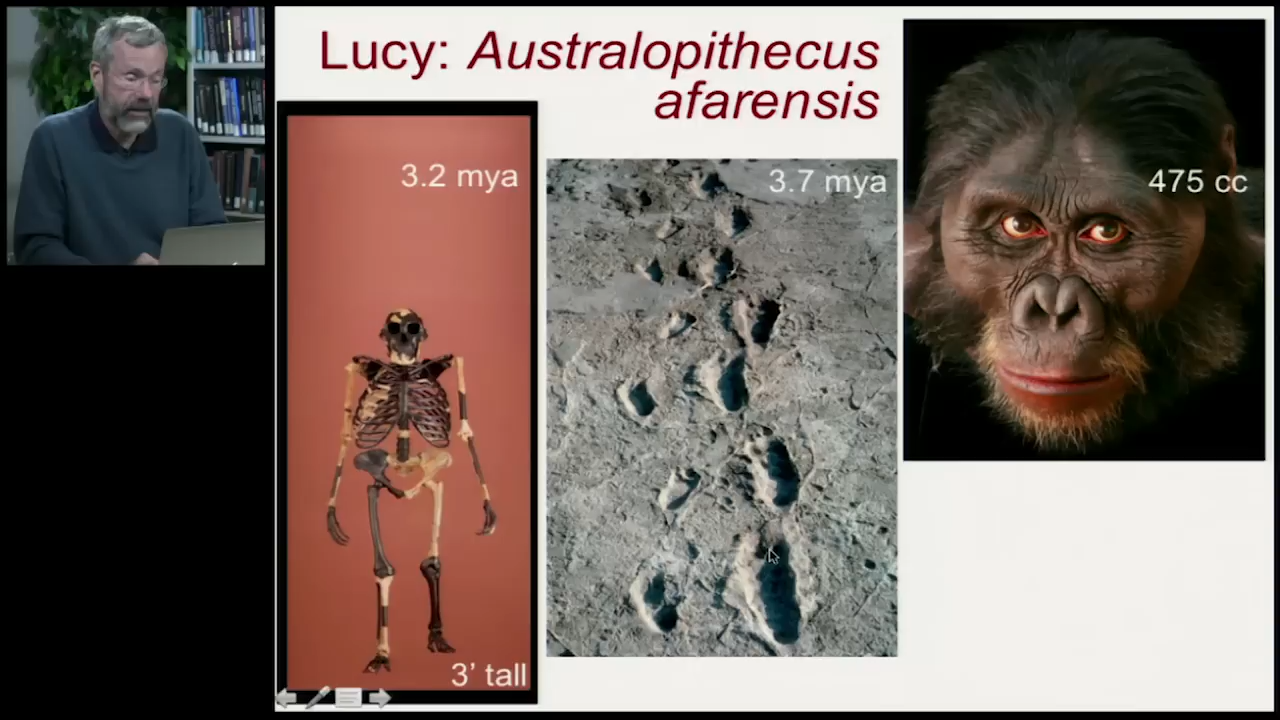 Lucy: Australopithecus
afarensis
3.2 mya
3.7 mya
475 cc
3’ tall